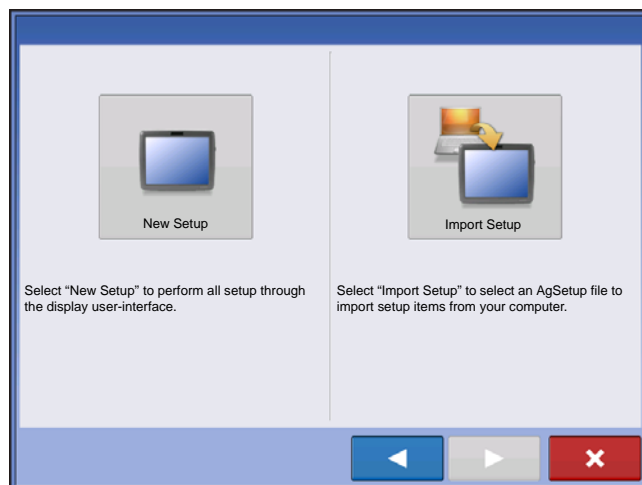 New Setup
Select “New Setup” to perform all setup through
the display user-interface.
Import Setup
Select “Import Setup” to select an AgSetup file to
import setup items from your computer.